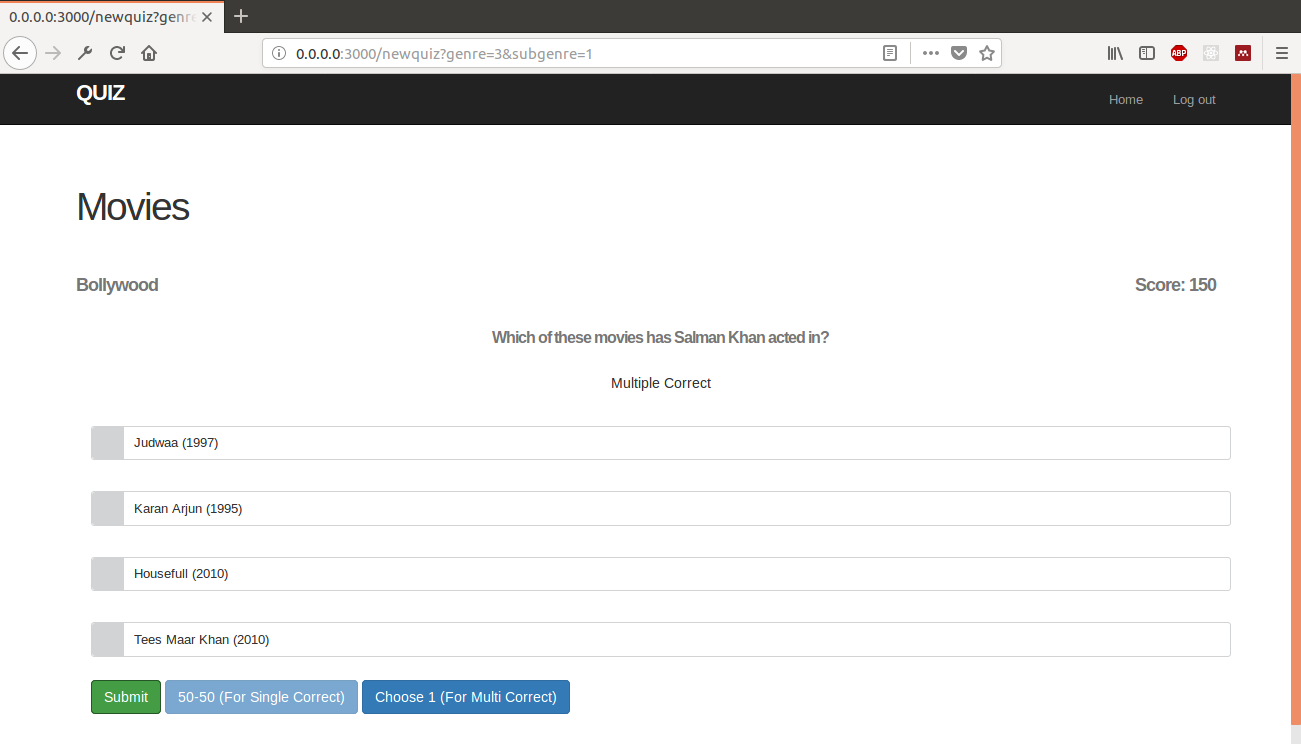 0.0.0.0:3000/newquiz?genr
0.0.0.0:3000/newquiz?genre=3&subgenre=1
ABP
QUIZ
Home
Log out
Movies
Bollywood
Score: 150
Which of these movies has Salman Khan acted in?
Multiple Correct
Judwaa (1997)
Karan Arjun (1995)
Housefull (2010)
Tees Maar Khan (2010)
Submit
50-50 (For Single Correct)
Choose 1 (For Multi Correct)